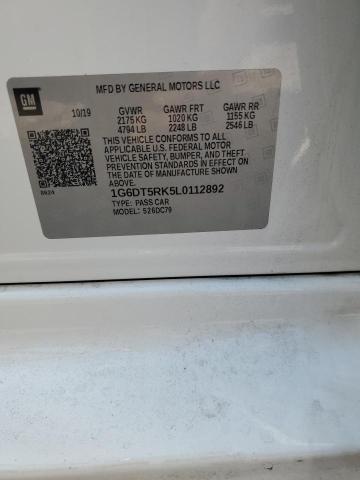 MFD BY GENERAL MOTORS LLC
GM
10/19 GVWR GAWR FRT GAWR RR
2175 KG 1020 KG 1155 KG
4794 LB 2248 LB 2546 LB
THIS VEHICLE CONFORMS TO ALL
APPLICABLE U.S. FEDERAL MOTOR
VEHICLE SAFETY, BUMPER, AND THEFT
PREVENTION STANDARDS IN EFFECT ON
THE DATE OF MANUFACTURE SHOWN ABOVE.
1G6DT5RK5L0112892
TYPE: PASS CAR
MODEL: 526DC79